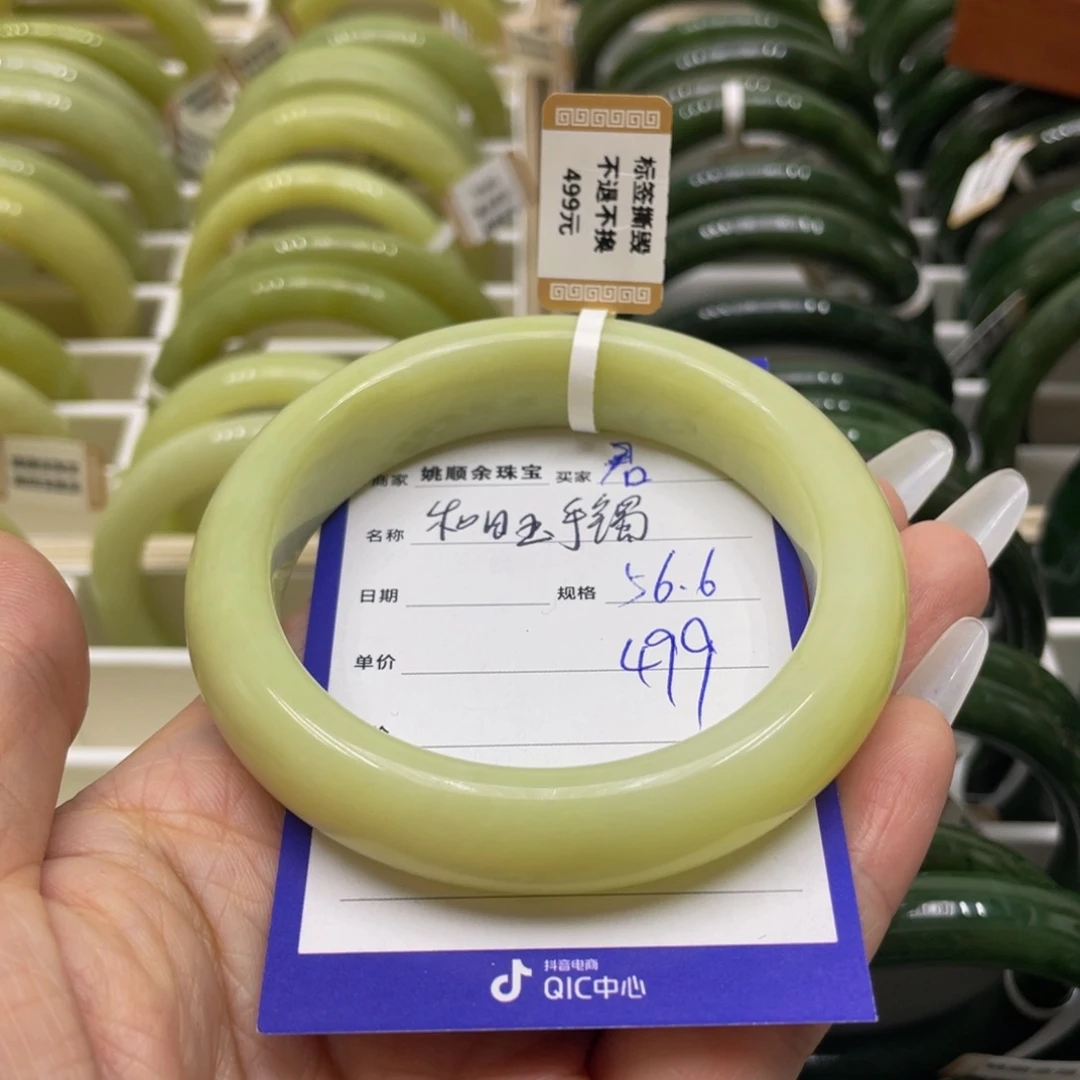 标签撕毁
不退不换
499元
商家 姚顺余珠宝 买家 君
名称 和田玉手镯
日期 规格 56.6
单价 499
抖音电商
QIC中心